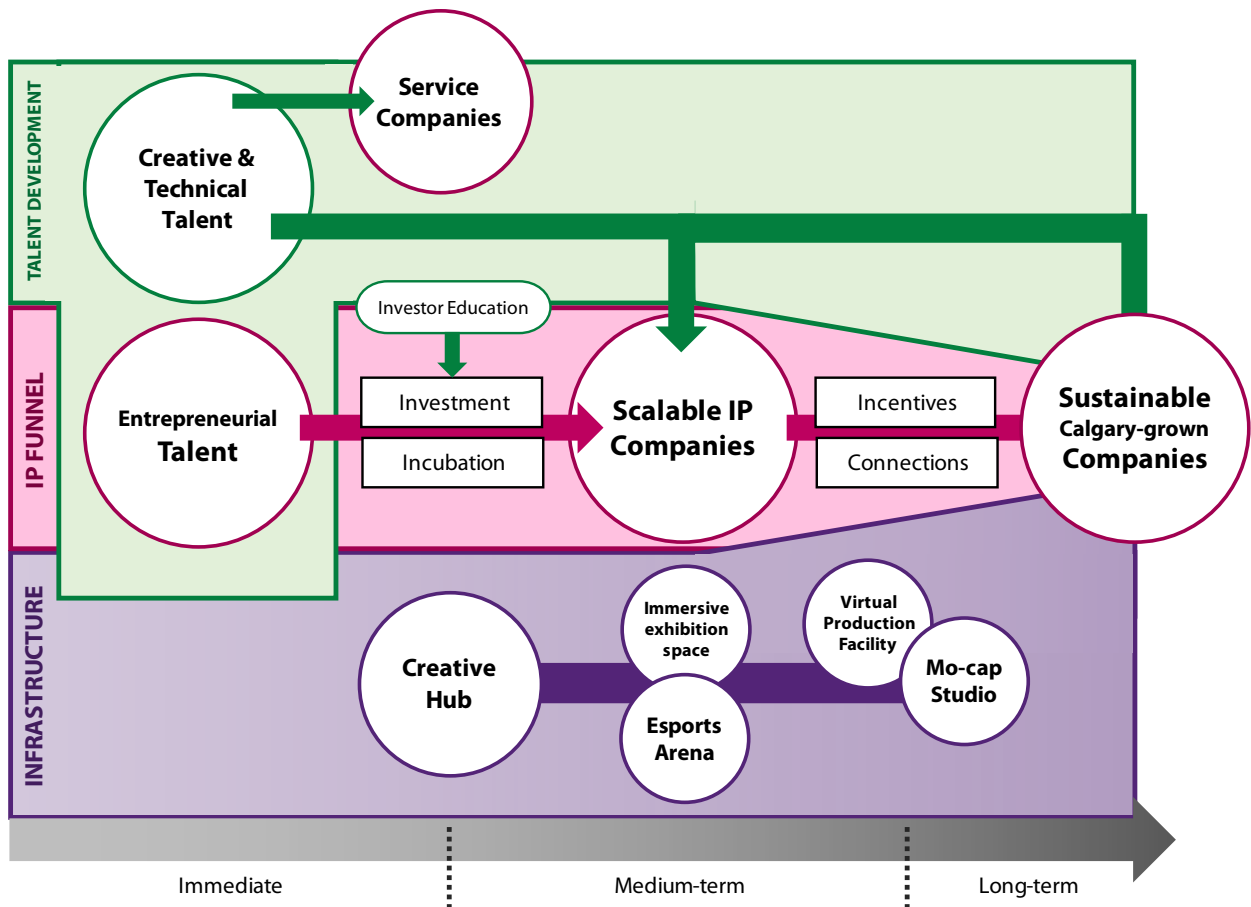 TALENT DEVELOPMENT
Creative &
Technical
Talent
Service
Companies
IP FUNNEL
Entrepreneurial
Talent
Investor Education
Investment
Incubation
Scalable IP
Companies
Incentives
Connections
Sustainable
Calgary-grown
Companies
INFRASTRUCTURE
Creative
Hub
Immersive
exhibition
space
Esports
Arena
Virtual
Production
Facility
Mo-cap
Studio
Immediate
Medium-term
Long-term